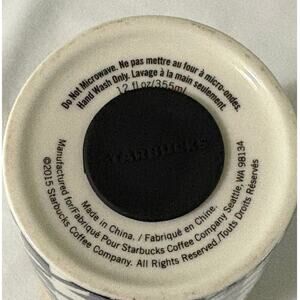 Do Not Microwave. Ne pas mettre au four à micro-ondes.
Hand Wash Only. Lavage à la main seulement.
12 fl oz/355ml
STARBUCKS
Made in China. / Fabriqué en Chine.
Manufactured for/Fabriqué Pour Starbucks Coffee Company Seattle, WA 98134
©2015 Starbucks Coffee Company. All Rights Reserved./Touts Droits Réservés